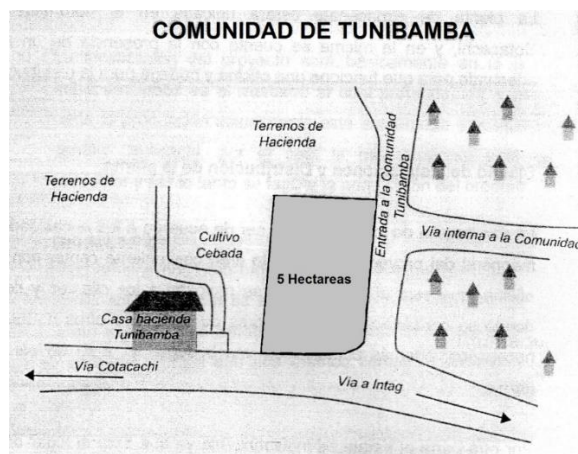 COMUNIDAD DE TUNIBAMBA
Terrenos de
Hacienda
Terrenos de
Hacienda
Cultivo
Cebada
5 Hectareas
Entrada a la Comunidad
Tunibamba
Vía interna a la Comunidad
Casa hacienda
Tunibamba
Vía Cotacachi
Vía a Intag